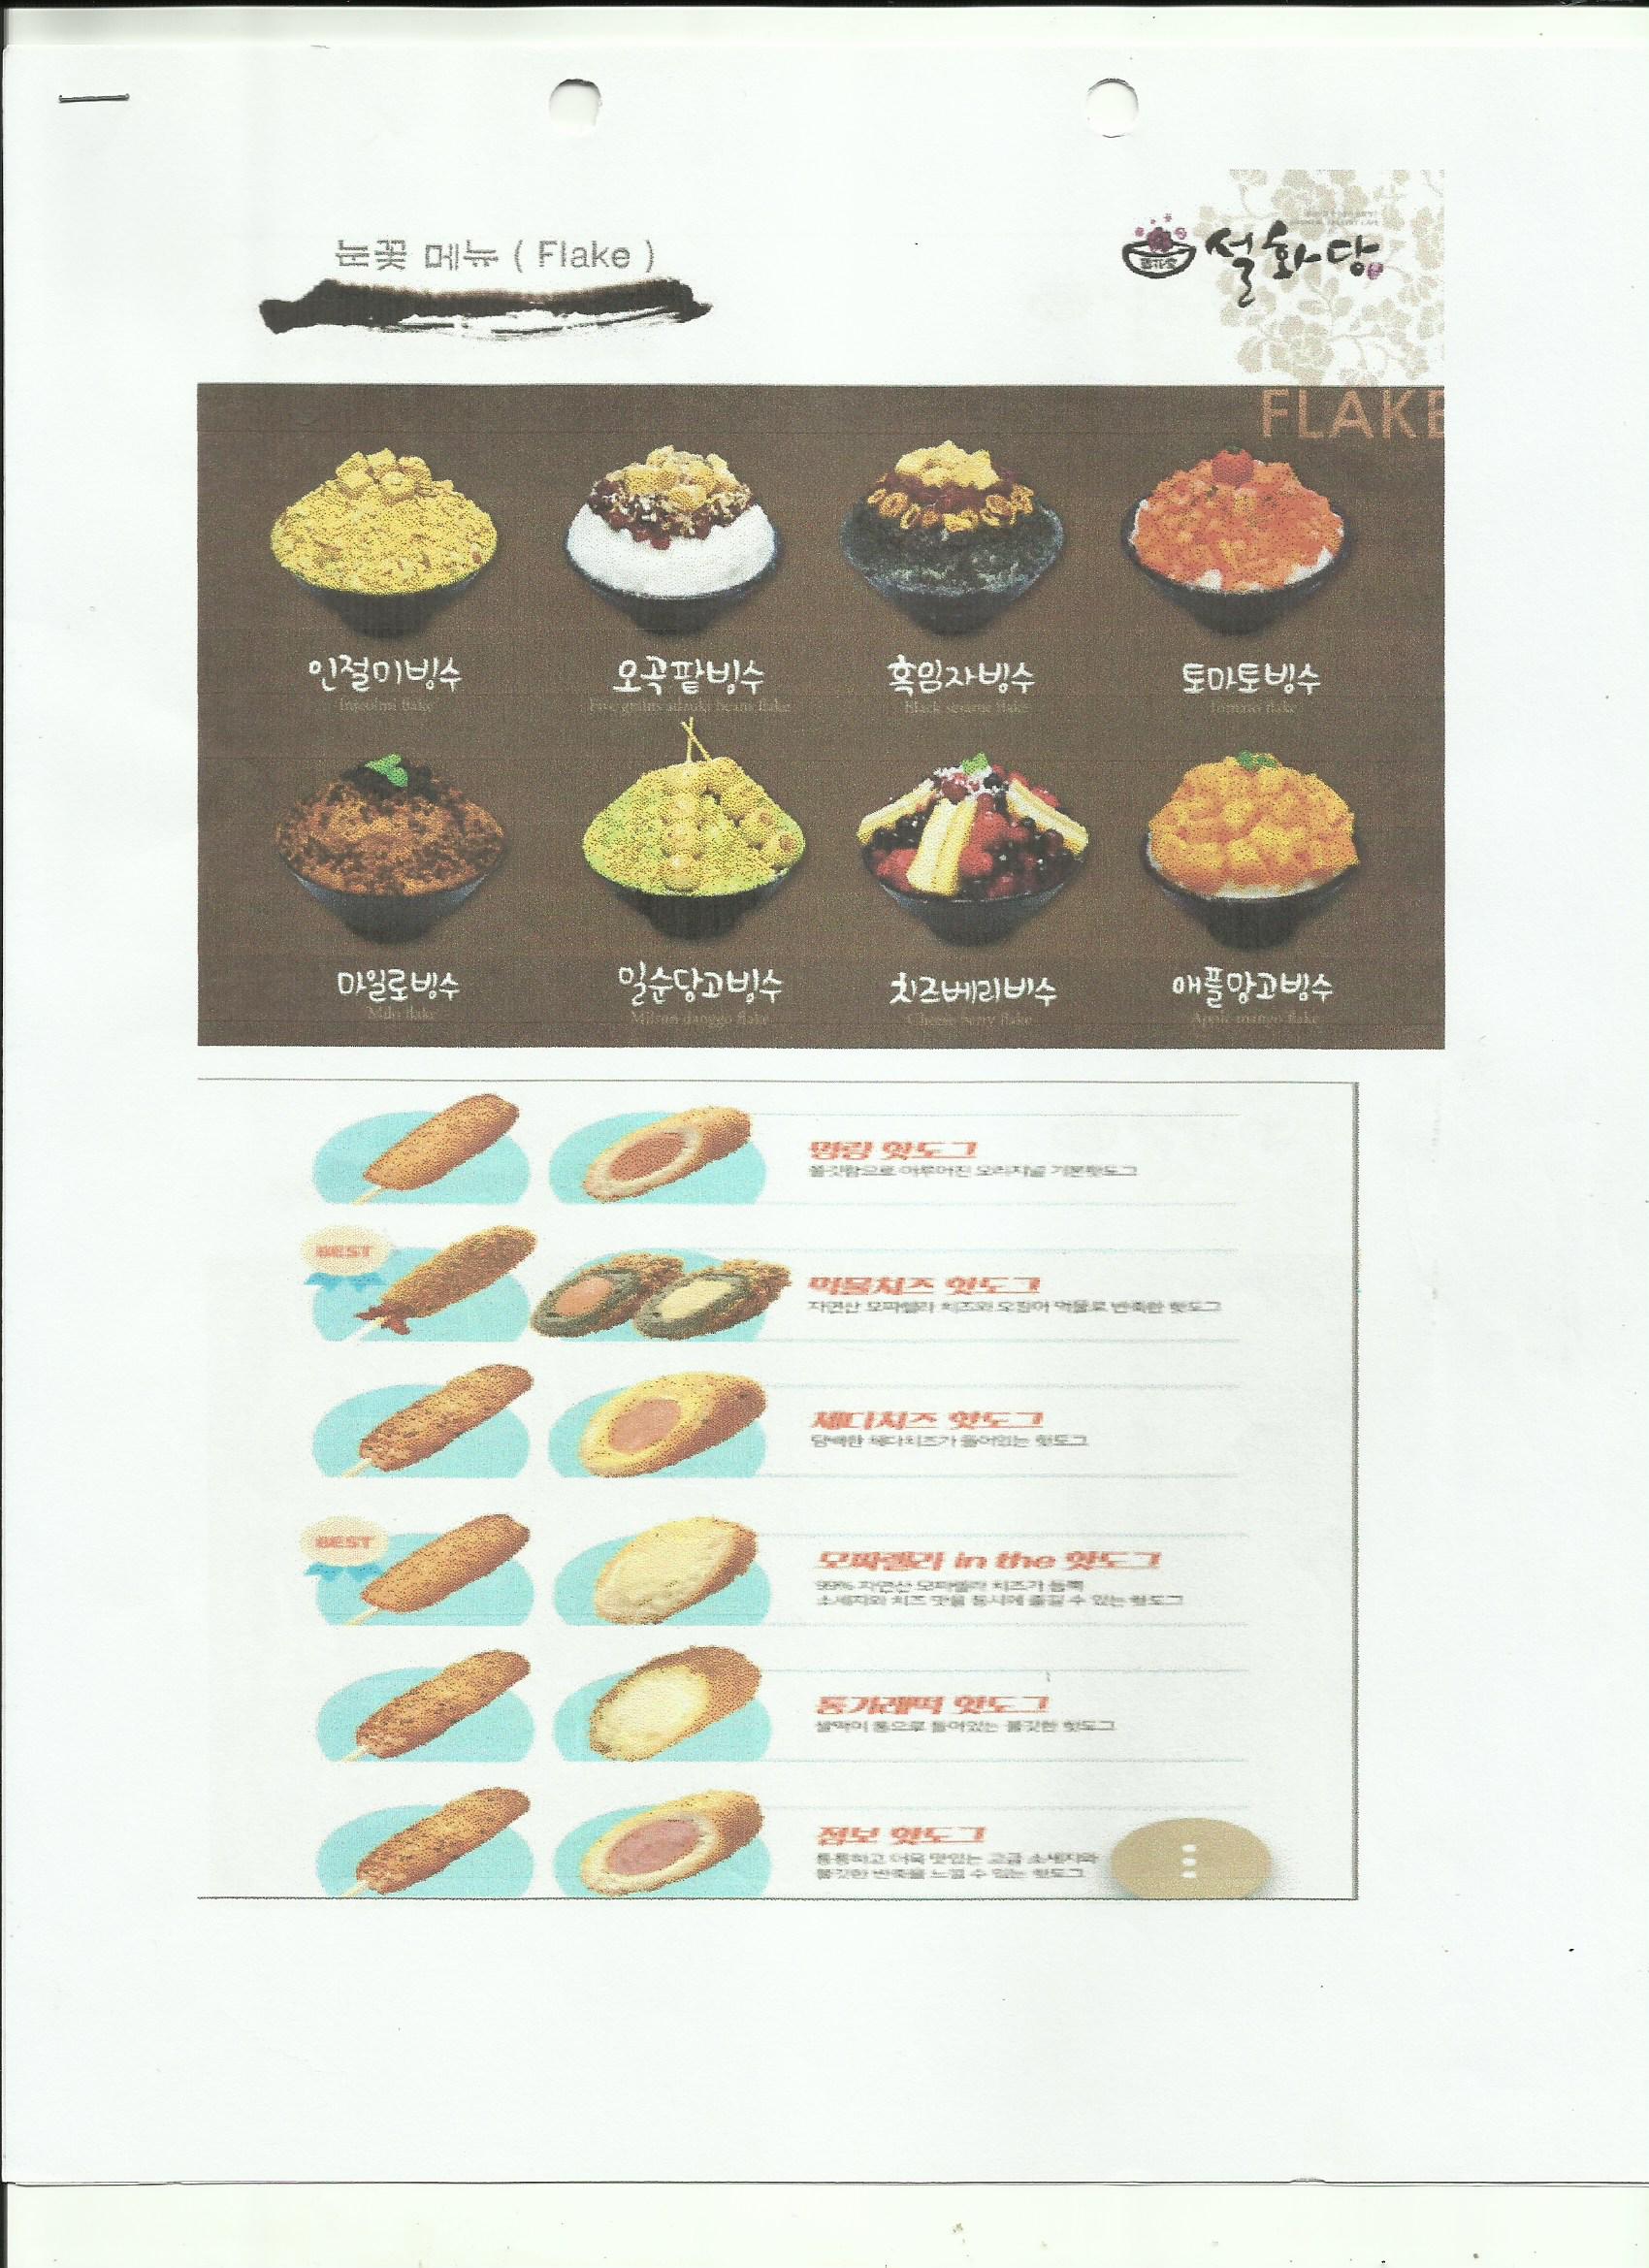 눈꽃 메뉴 ( Flake )
설화당
FLAKE
인절미빙수
Injeolmi flake
오곡팥빙수
Five grains adzuki beans flake
흑임자빙수
Black sesame flake
토마토빙수
Tomato flake
마일로빙수
Milo flake
밀순당고빙수
Milsun danggo flake
치즈베리빙수
Cheese berry flake
애플망고빙수
Apple mango flake
명랑 핫도그
쫄깃함으로 이루어진 오리지널 기본핫도그
BEST
먹물치즈 핫도그
자연산 모짜렐라 치즈와 오징어 먹물로 반죽한 핫도그
체다치즈 핫도그
담백한 체다치즈가 들어있는 핫도그
BEST
모짜렐라 in the 핫도그
99% 자연산 모짜렐라 치즈가 듬뿍
소세지와 치즈 맛을 동시에 즐길 수 있는 핫도그
통가래떡 핫도그
쌀떡이 통으로 들어있는 쫄깃한 핫도그
점보 핫도그
통통하고 더욱 맛있는 고급 소세지와
쫄깃한 반죽을 느낄 수 있는 핫도그